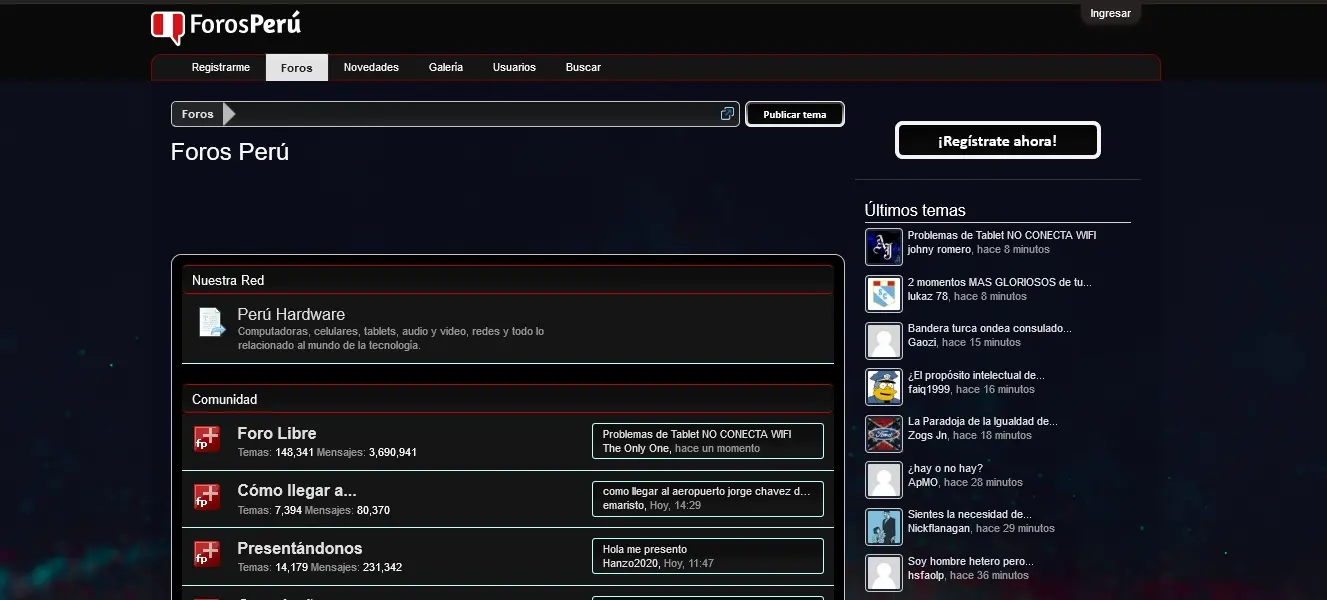 ForosPerú
Ingresar
Registrarme
Foros
Novedades
Galería
Usuarios
Buscar
Foros
Publicar tema
¡Regístrate ahora!
Foros Perú
Nuestra Red
Perú Hardware
Computadoras, celulares, tablets, audio y video, redes y todo lo
relacionado al mundo de la tecnología.
Comunidad
fp
Foro Libre
Temas: 148,341 Mensajes: 3,690,941
Problemas de Tablet NO CONECTA WIFI
The Only One, hace un momento
fp
Cómo llegar a...
Temas: 7,394 Mensajes: 80,370
como llegar al aeropuerto jorge chavez d...
emaristo, Hoy, 14:29
fp
Presentándonos
Temas: 14,179 Mensajes: 231,342
Hola me presento
Hanzo2020, Hoy, 11:47
Últimos temas
Problemas de Tablet NO CONECTA WIFI
johny romero, hace 8 minutos
2 momentos MAS GLORIOSOS de tu...
lukaz 78, hace 8 minutos
Bandera turca ondea consulado...
Gaozi, hace 15 minutos
¿El propósito intelectual de...
faiq1999, hace 16 minutos
La Paradoja de la Igualdad de...
Zogs Jn, hace 18 minutos
¿hay o no hay?
ApMO, hace 28 minutos
Sientes la necesidad de...
Nickflanagan, hace 29 minutos
Soy hombre hetero pero...
hsfaolp, hace 36 minutos